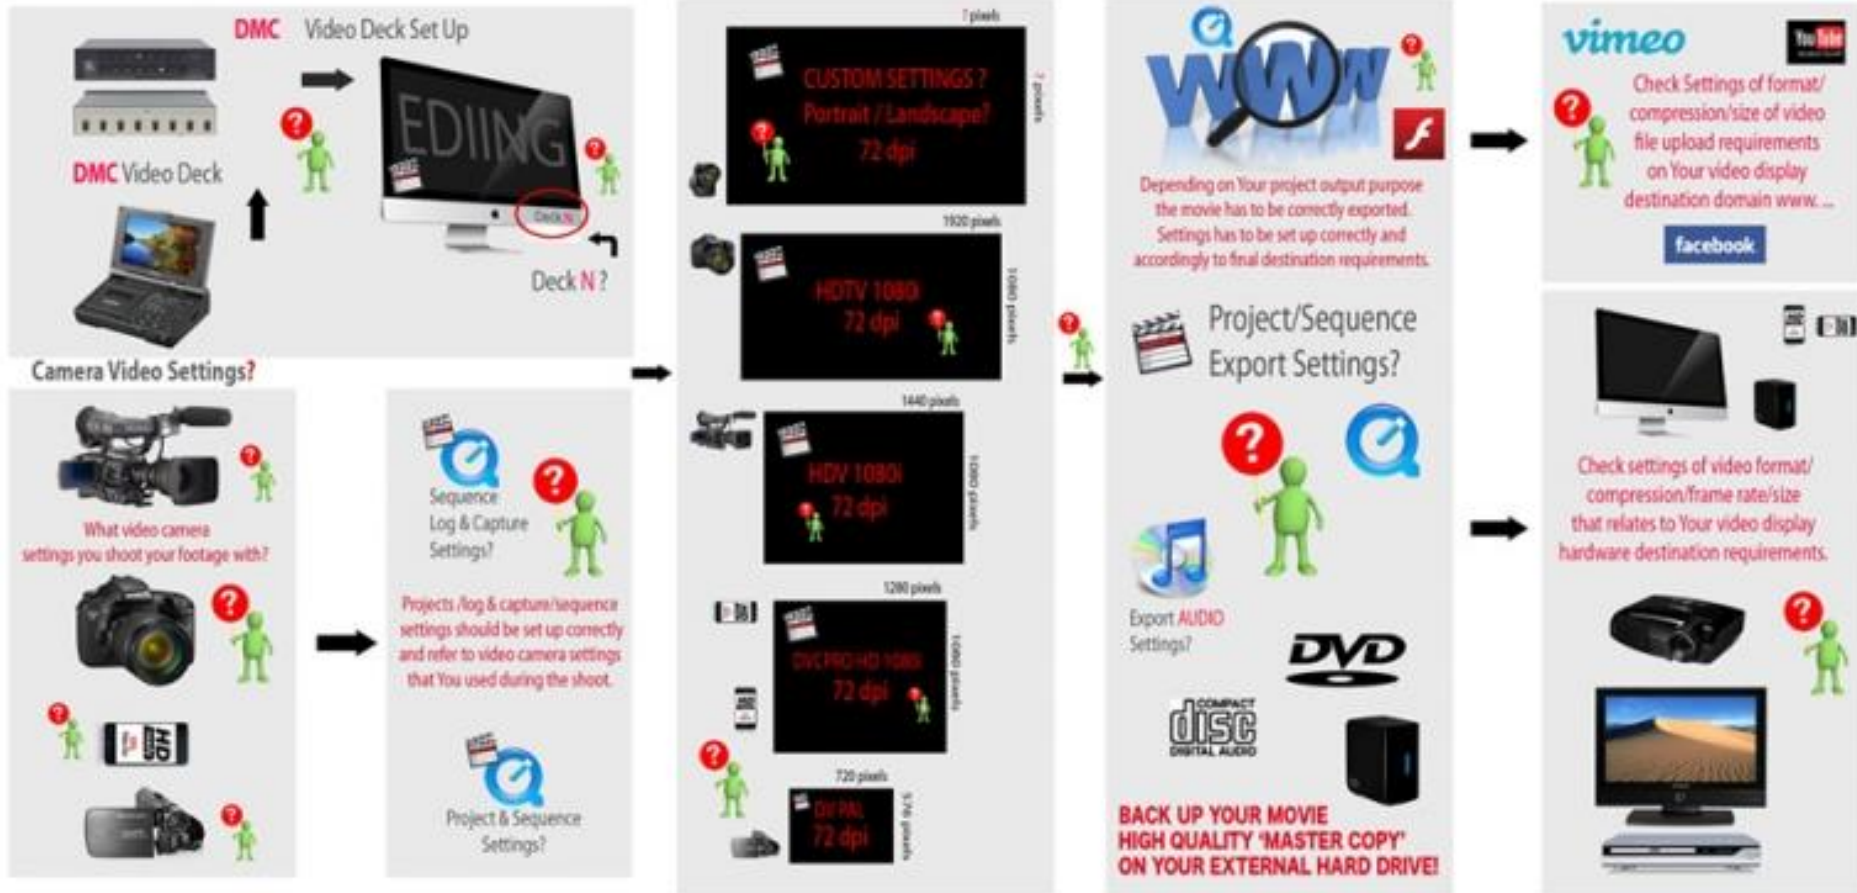 DMC Video Deck Set Up
DMC Video Deck
EDIING
Deck N
Deck N ?
Camera Video Settings?
What video camera
settings you shoot your footage with?
HD
Sequence
Log & Capture
Settings?
Projects /log & capture/sequence
settings should be set up correctly
and refer to video camera settings
that You used during the shoot.
Project & Sequence
Settings?
? pixels
? pixels
CUSTOM SETTINGS ?
Portrait / Landscape?
72 dpi
1920 pixels
1080 pixels
HDTV 1080i
72 dpi
1440 pixels
1080 pixels
HDV 1080i
72 dpi
1280 pixels
1080 pixels
DVCPRO HD 1080i
72 dpi
720 pixels
576 pixels
DV PAL
72 dpi
WWW
Depending on Your project output purpose
the movie has to be correctly exported.
Settings has to be set up correctly and
accordingly to final destination requirements.
Project/Sequence
Export Settings?
Export AUDIO
Settings?
DVD
COMPACT
disc
DIGITAL AUDIO
BACK UP YOUR MOVIE
HIGH QUALITY 'MASTER COPY'
ON YOUR EXTERNAL HARD DRIVE!
vimeo
YouTube
Check Settings of format/
compression/size of video
file upload requirements
on Your video display
destination domain www. ...
facebook
Check settings of video format/
compression/frame rate/size
that relates to Your video display
hardware destination requirements.